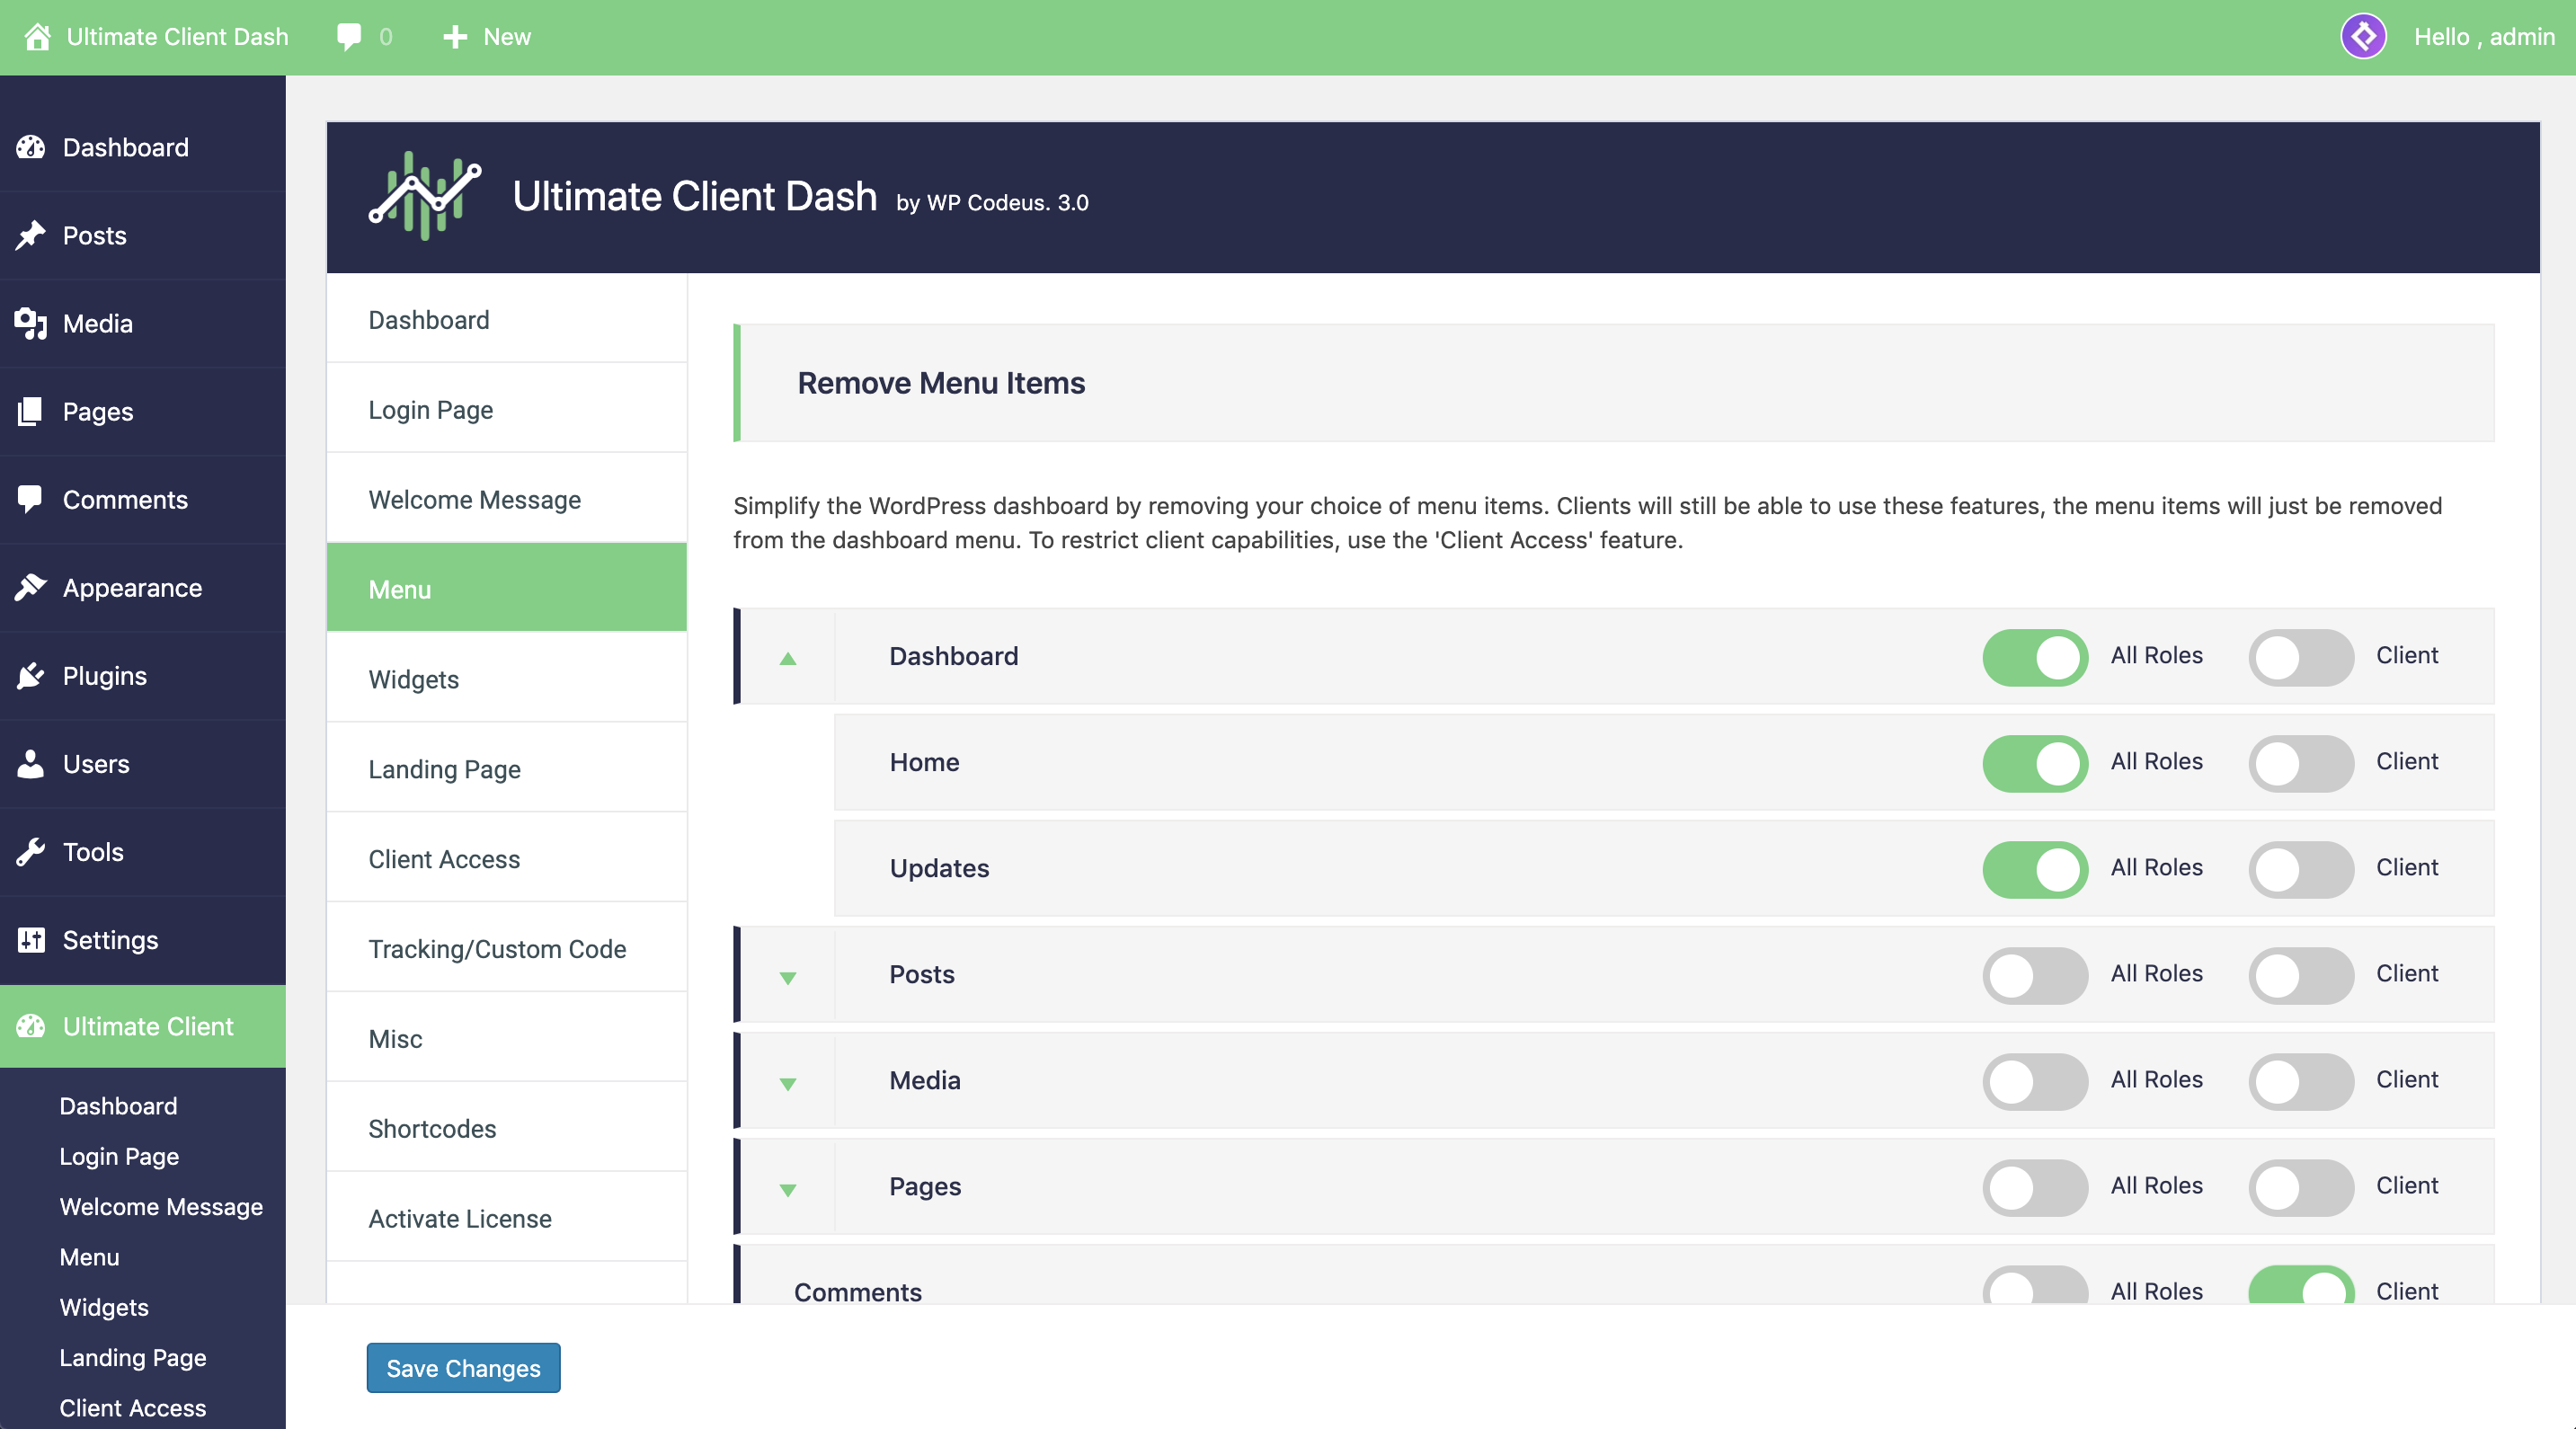 Ultimate Client Dash
0
New
Hello , admin
Dashboard
Posts
Media
Pages
Comments
Appearance
Plugins
Users
Tools
Settings
Ultimate Client
Dashboard
Login Page
Welcome Message
Menu
Widgets
Landing Page
Client Access
Ultimate Client Dash by WP Codeus. 3.0
Dashboard
Login Page
Welcome Message
Menu
Widgets
Landing Page
Client Access
Tracking/Custom Code
Misc
Shortcodes
Activate License
Remove Menu Items
Simplify the WordPress dashboard by removing your choice of menu items. Clients will still be able to use these features, the menu items will just be removed
from the dashboard menu. To restrict client capabilities, use the 'Client Access' feature.
Dashboard All Roles Client
Home All Roles Client
Updates All Roles Client
Posts All Roles Client
Media All Roles Client
Pages All Roles Client
Comments All Roles Client
Save Changes